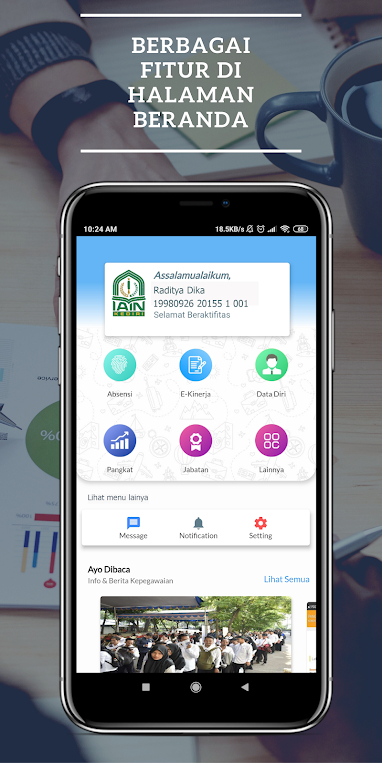 BERBAGAI
FITUR DI
HALAMAN
BERANDA
10:24 AM
18.5KB/s
68
Assalamualaikum,
Raditya Dika
19980926 20155 1 001
Selamat Beraktifitas
IAIN
KEDIRI
Absensi
E-Kinerja
Data Diri
Pangkat
Jabatan
Lainnya
Lihat menu lainya
Message
Notification
Setting
Ayo Dibaca
Info & Berita Kepegawaian
Lihat Semua